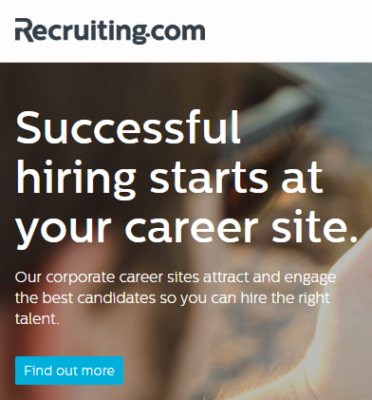 Recruiting.com
Successful
hiring starts at
your career site.
Our corporate career sites attract and engage
the best candidates so you can hire the right
talent.
Find out more